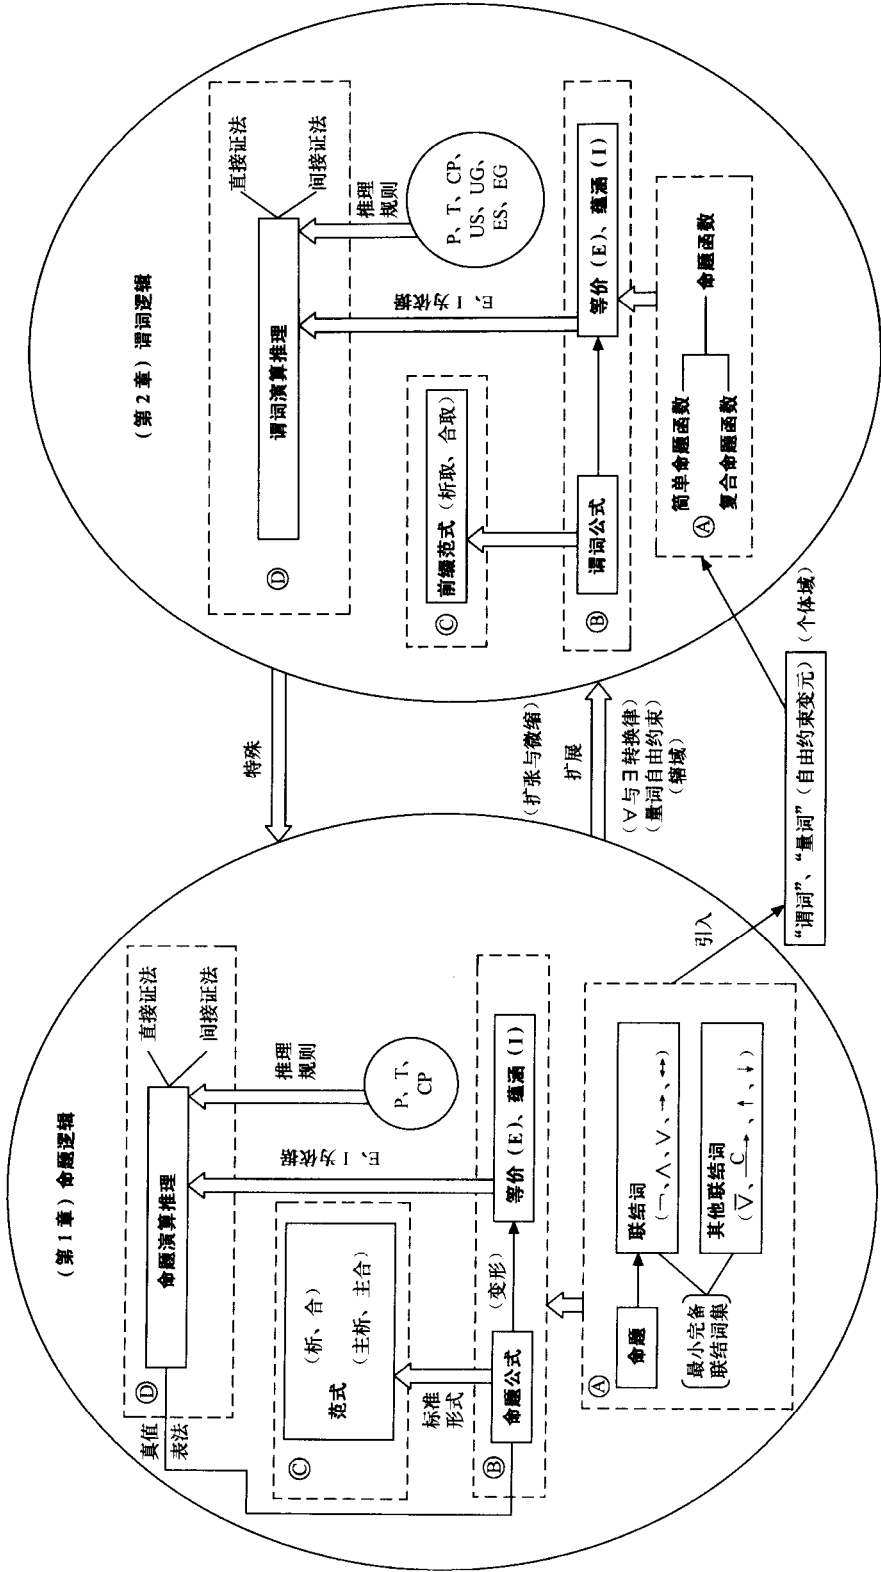 (第1章)命题逻辑
Ⓓ
命题演算推理
直接证法
间接证法
真值
表法
E、I为依据
推理
规则
P、T、
CP
Ⓒ
范式
(析、合)
(主析、主合)
标准
形式
Ⓑ
命题公式
(变形)
等价(E)、蕴涵(I)
Ⓐ
命题
联结词
(¬、∧、∨、→、↔)
其他联结词
(⊽、—C→、↑、↓)
最小完备
联结词集
特殊
(扩张与微缩)
扩展
(∀与∃转换律)
(量词自由约束)
(辖域)
引入
“谓词”、“量词”(自由约束变元)
(个体域)
(第2章)谓词逻辑
Ⓓ
谓词演算推理
直接证法
间接证法
E、I为依据
推理
规则
P、T、CP、
US、UG、
ES、EG
Ⓒ
前缀范式(析取、合取)
Ⓑ
谓词公式
等价(E)、蕴涵(I)
Ⓐ
简单命题函数
复合命题函数
命题函数